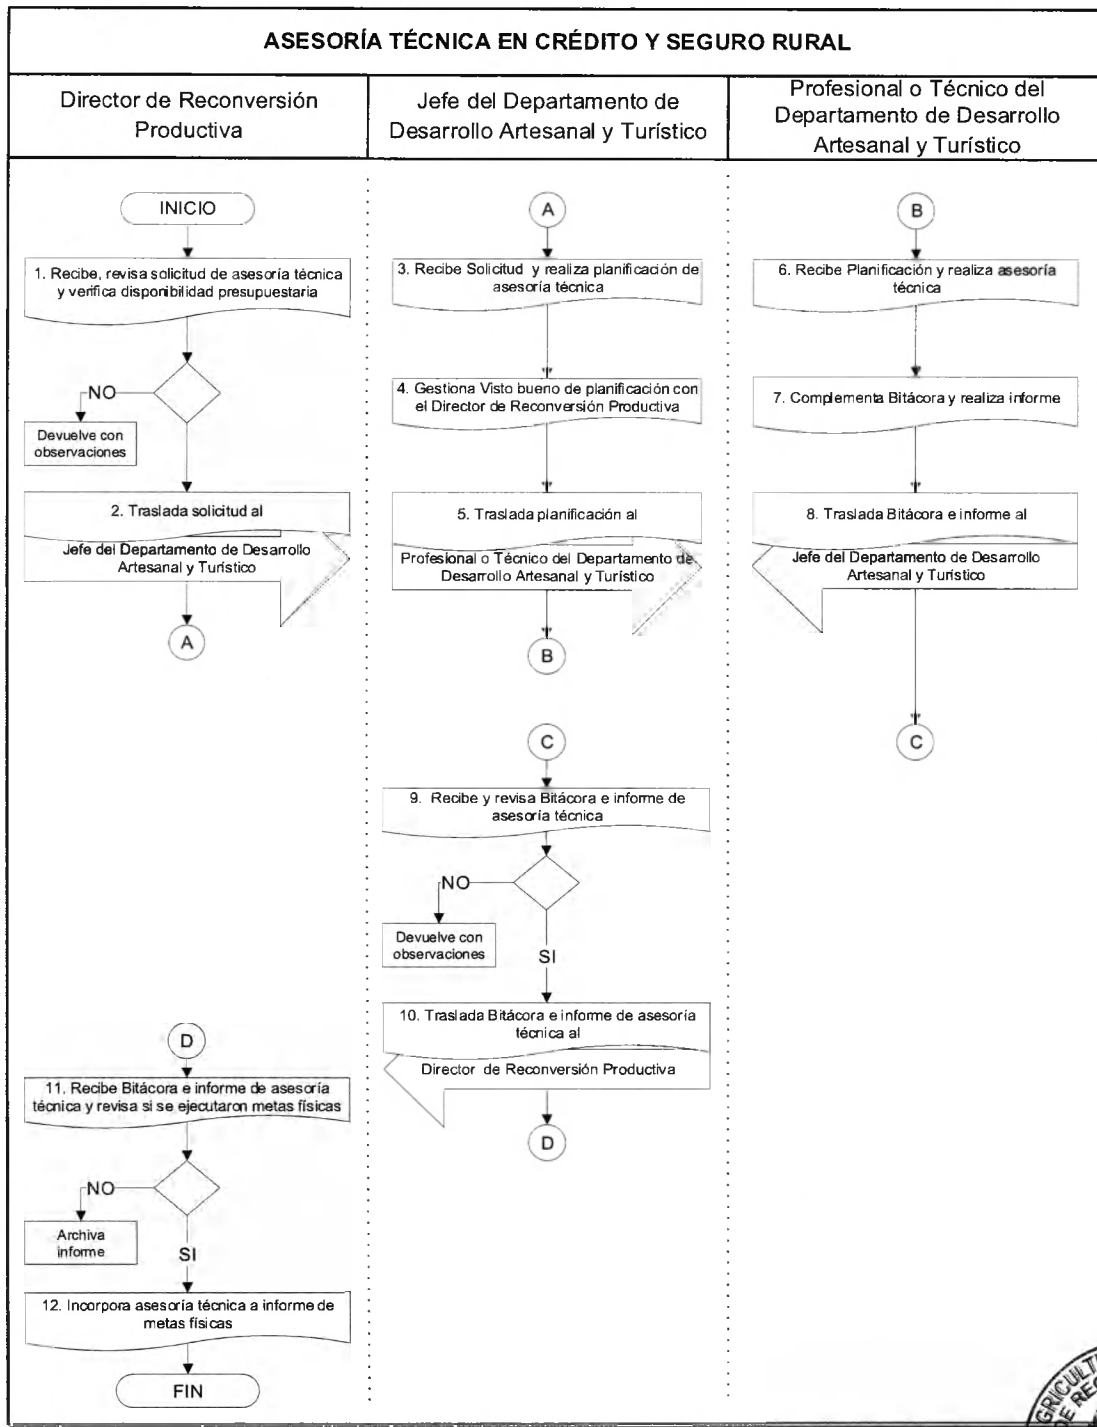 ASESORÍA TÉCNICA EN CRÉDITO Y SEGURO RURAL
Director de Reconversión
Productiva
Jefe del Departamento de
Desarrollo Artesanal y Turístico
Profesional o Técnico del
Departamento de Desarrollo
Artesanal y Turístico
INICIO
1. Recibe, revisa solicitud de asesoría técnica
y verifica disponibilidad presupuestaria
NO
Devuelve con
observaciones
2. Traslada solicitud al
Jefe del Departamento de Desarrollo
Artesanal y Turístico
A
A
3. Recibe Solicitud y realiza planificación de
asesoría técnica
4. Gestiona Visto bueno de planificación con
el Director de Reconversión Productiva
5. Traslada planificación al
Profesional o Técnico del Departamento de
Desarrollo Artesanal y Turístico
B
B
6. Recibe Planificación y realiza asesoría
técnica
7. Complementa Bitácora y realiza informe
8. Traslada Bitácora e informe al
Jefe del Departamento de Desarrollo
Artesanal y Turístico
C
C
9. Recibe y revisa Bitácora e informe de
asesoría técnica
NO
Devuelve con
observaciones
SI
10. Traslada Bitácora e informe de asesoría
técnica al
Director de Reconversión Productiva
D
D
11. Recibe Bitácora e informe de asesoría
técnica y revisa si se ejecutaron metas físicas
NO
Archiva
informe
SI
12. Incorpora asesoría técnica a informe de
metas físicas
FIN